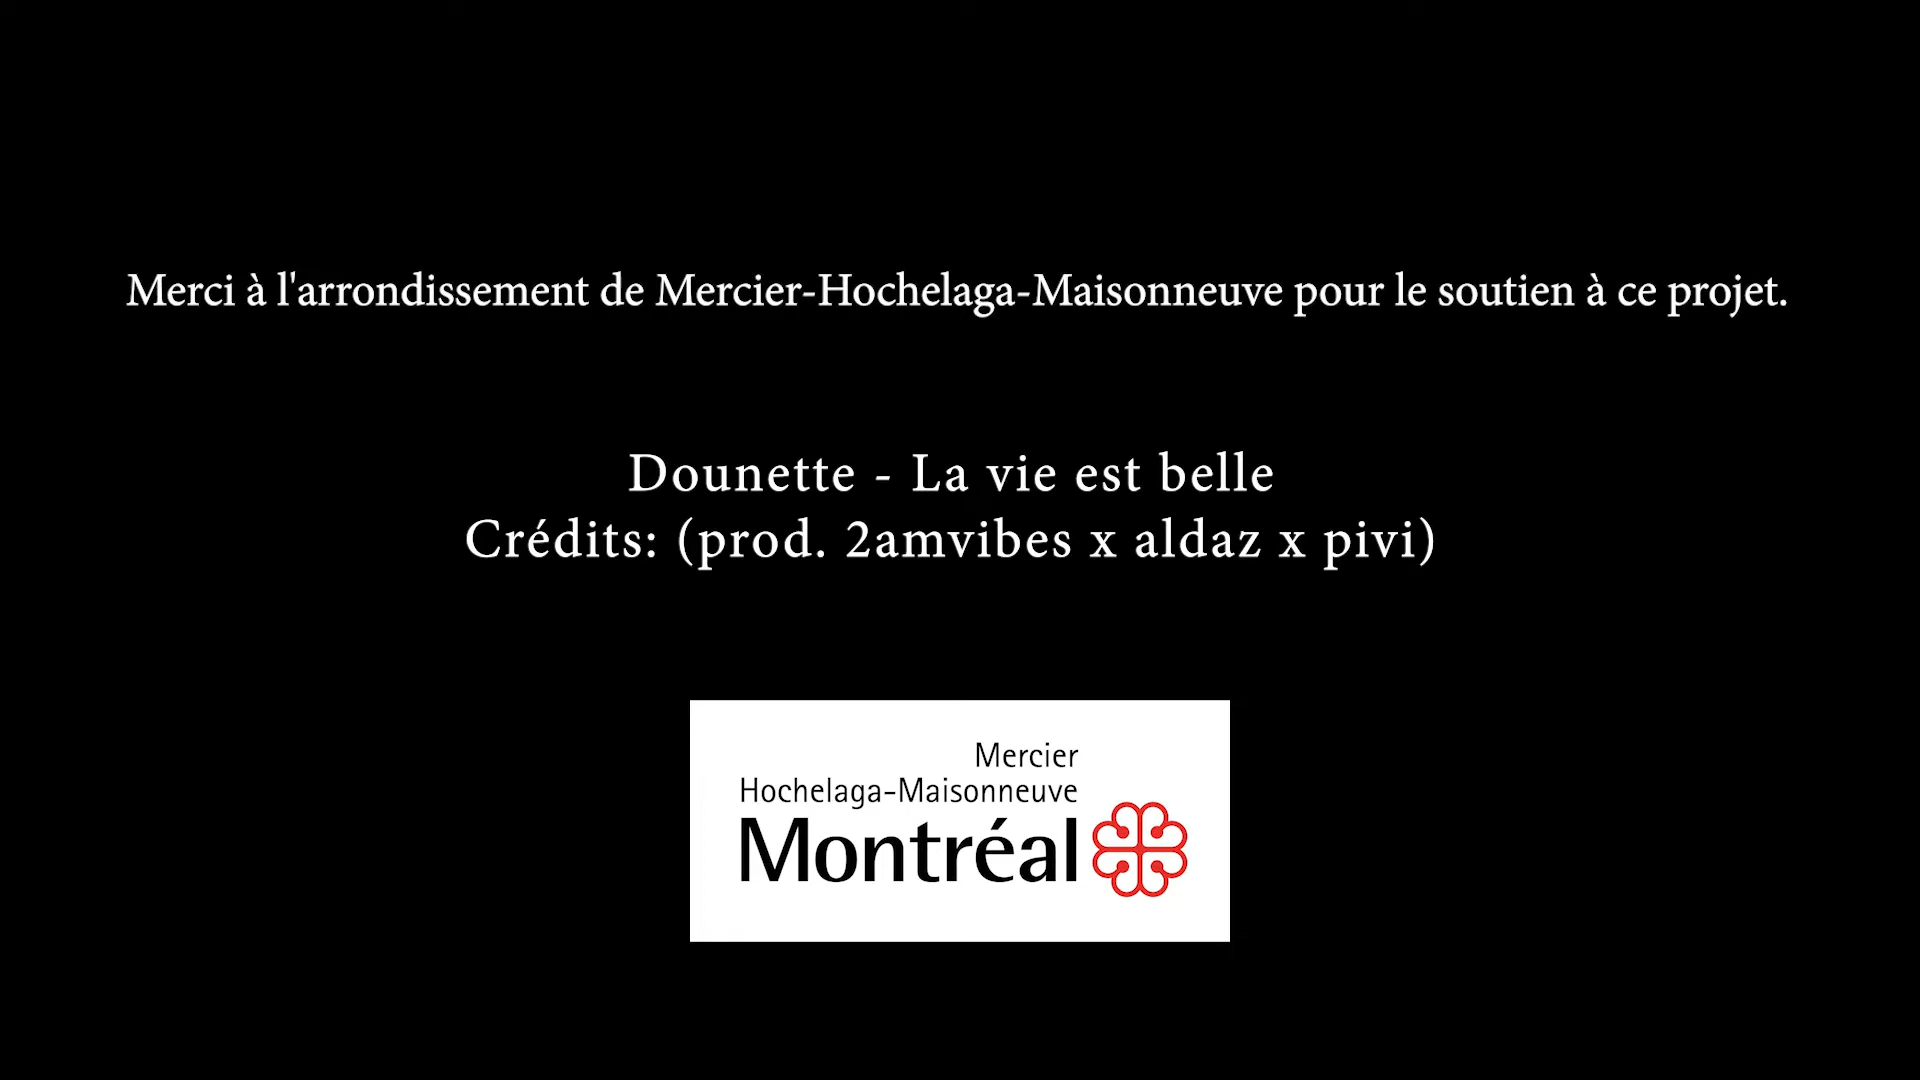 Merci à l'arrondissement de Mercier-Hochelaga-Maisonneuve pour le soutien à ce projet.
Dounette - La vie est belle
Crédits: (prod. 2amvibes x aldaz x pivi)
Mercier
Hochelaga-Maisonneuve
Montréal